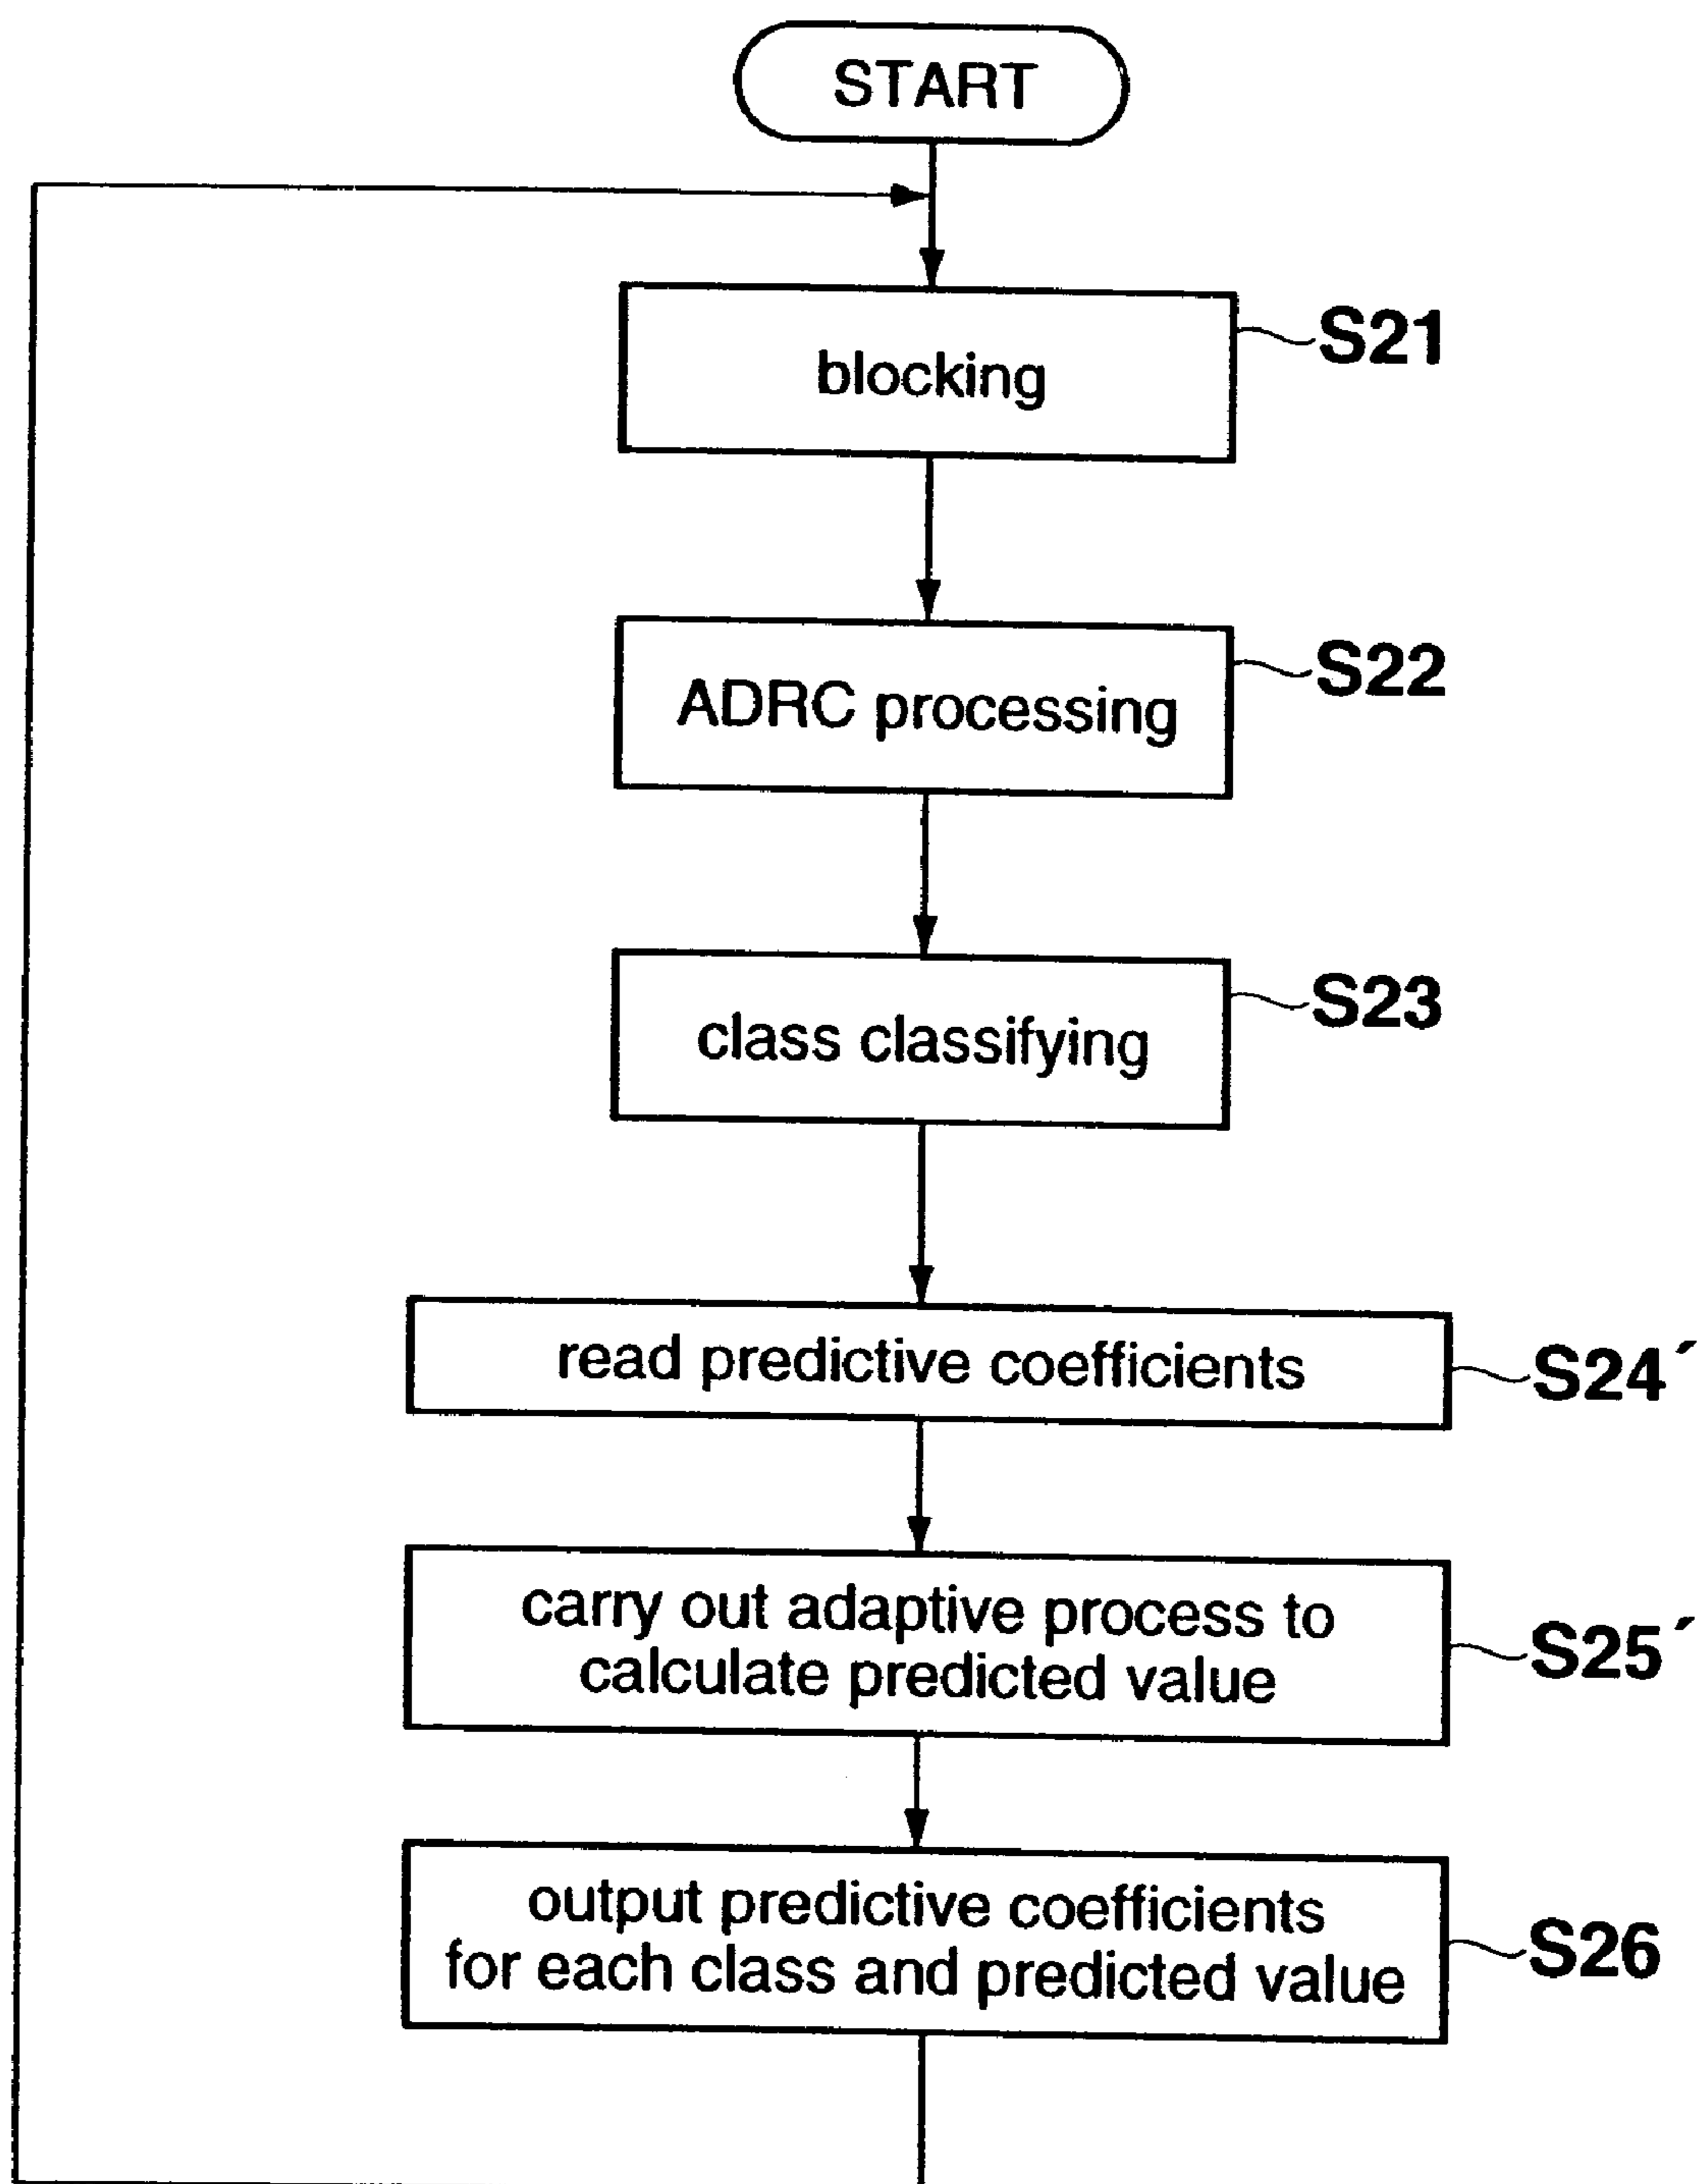 START
blocking
S21
ADRC processing
S22
class classifying
S23
read predictive coefficients
S24´
carry out adaptive process to
calculate predicted value
S25´
output predictive coefficients
for each class and predicted value
S26